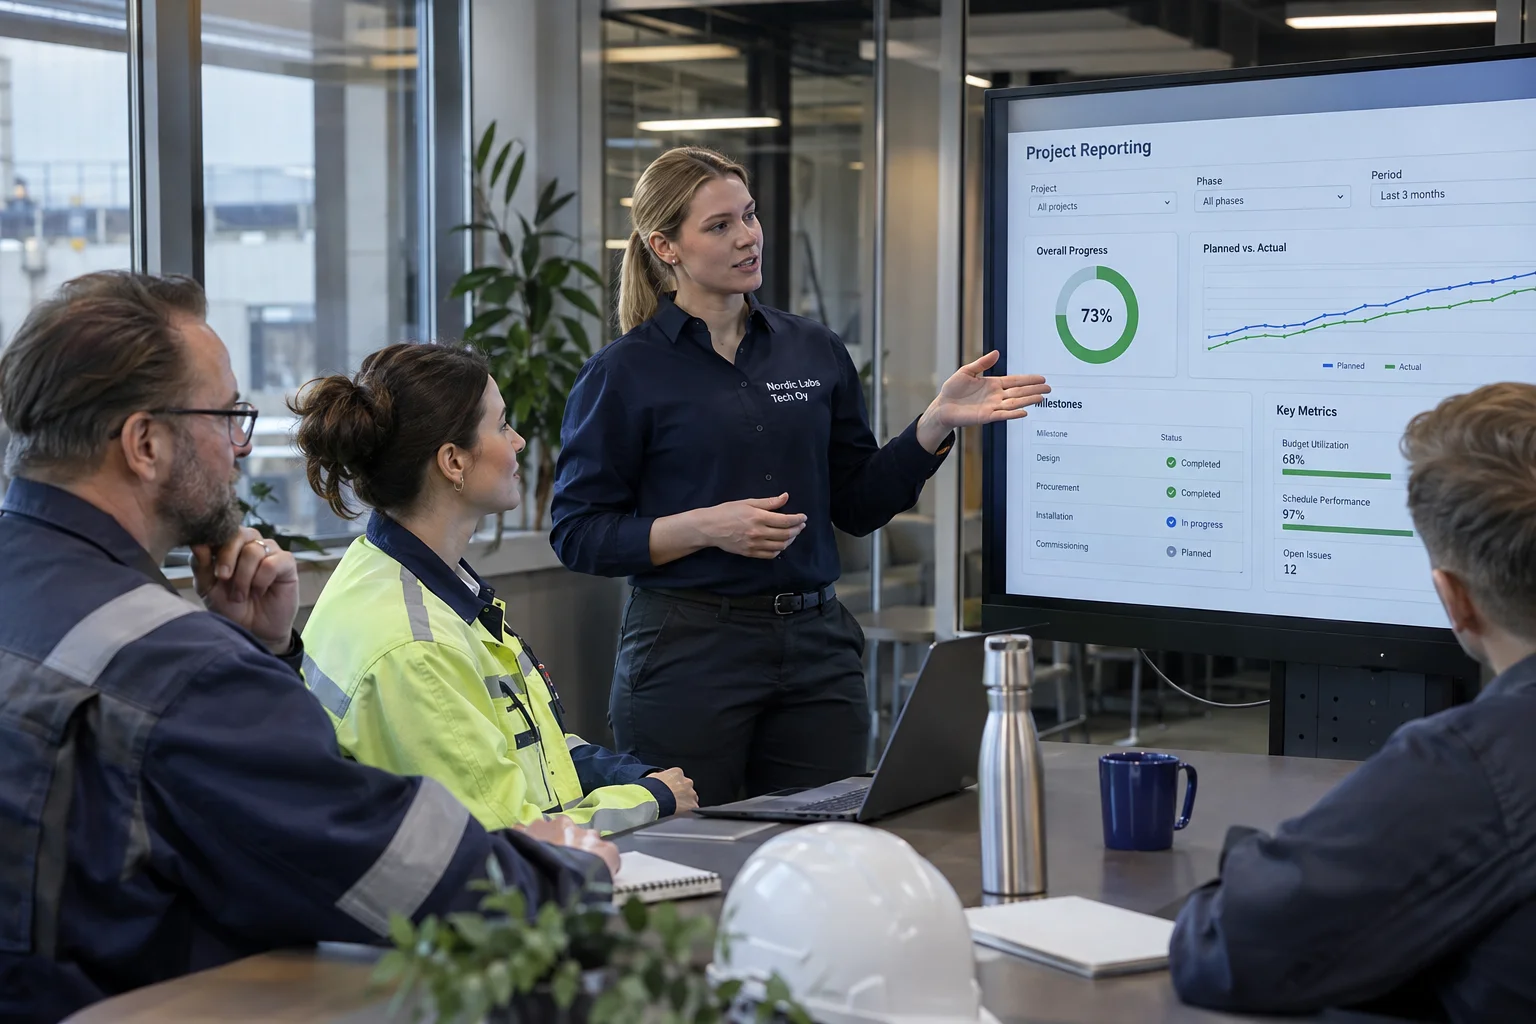 Nordic Labs
Tech Oy
Project Reporting
Project
Phase
Period
All projects
All phases
Last 3 months
Overall Progress
73%
Planned vs. Actual
Planned
Actual
Milestones
Milestone
Status
Design
Completed
Procurement
Completed
Installation
In progress
Commissioning
Planned
Key Metrics
Budget Utilization
68%
Schedule Performance
97%
Open Issues
12